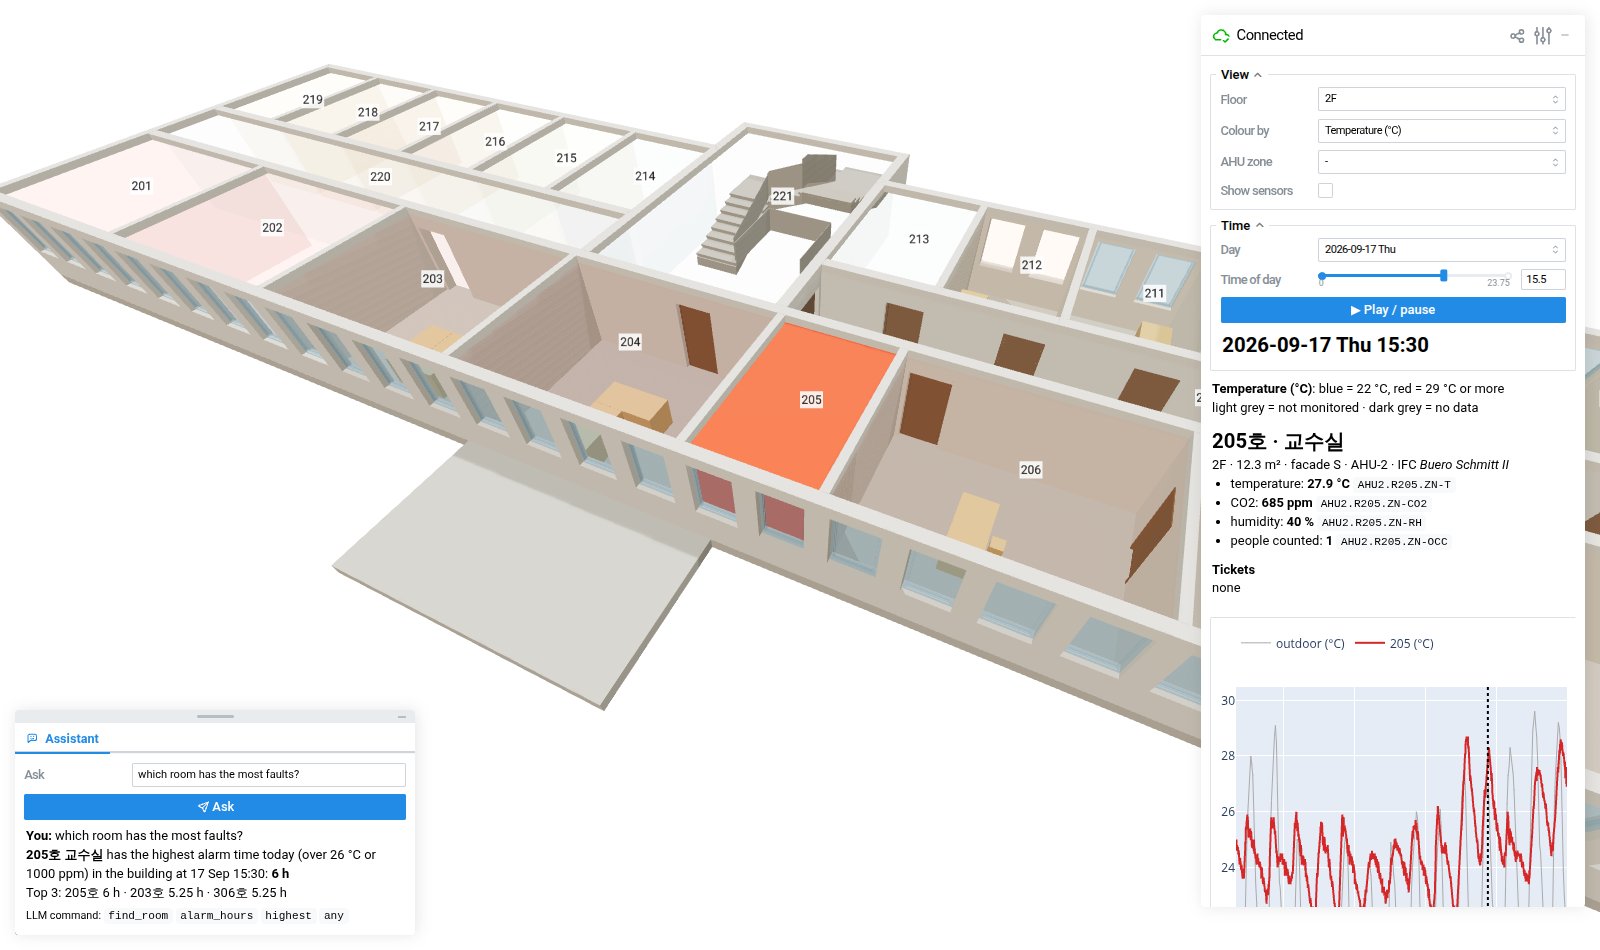 219
218
217
216
215
214
201
220
202
221
213
203
212
211
204
205
206
Connected
View
Floor
2F
Colour by
Temperature (°C)
AHU zone
-
Show sensors
Time
Day
2026-09-17 Thu
Time of day
0
23.75
15.5
▶ Play / pause
2026-09-17 Thu 15:30
Temperature (°C): blue = 22 °C, red = 29 °C or more
light grey = not monitored · dark grey = no data
205호 · 교수실
2F · 12.3 m² · facade S · AHU-2 · IFC Buero Schmitt II
• temperature: 27.9 °C AHU2.R205.ZN-T
• CO2: 685 ppm AHU2.R205.ZN-CO2
• humidity: 40 % AHU2.R205.ZN-RH
• people counted: 1 AHU2.R205.ZN-OCC
Tickets
none
outdoor (°C)
205 (°C)
30
28
26
24
Assistant
Ask
which room has the most faults?
Ask
You: which room has the most faults?
205호 교수실 has the highest alarm time today (over 26 °C or
1000 ppm) in the building at 17 Sep 15:30: 6 h
Top 3: 205호 6 h · 203호 5.25 h · 306호 5.25 h
LLM command: find_room alarm_hours highest any